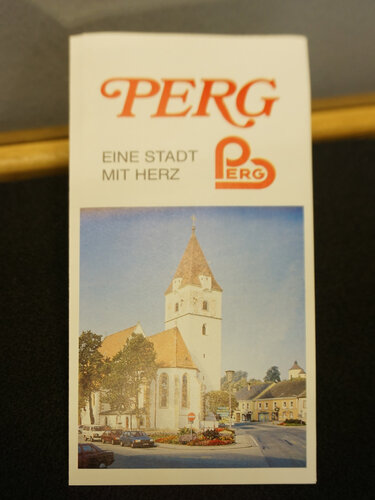 PERG
EINE STADT
MIT HERZ
PERG